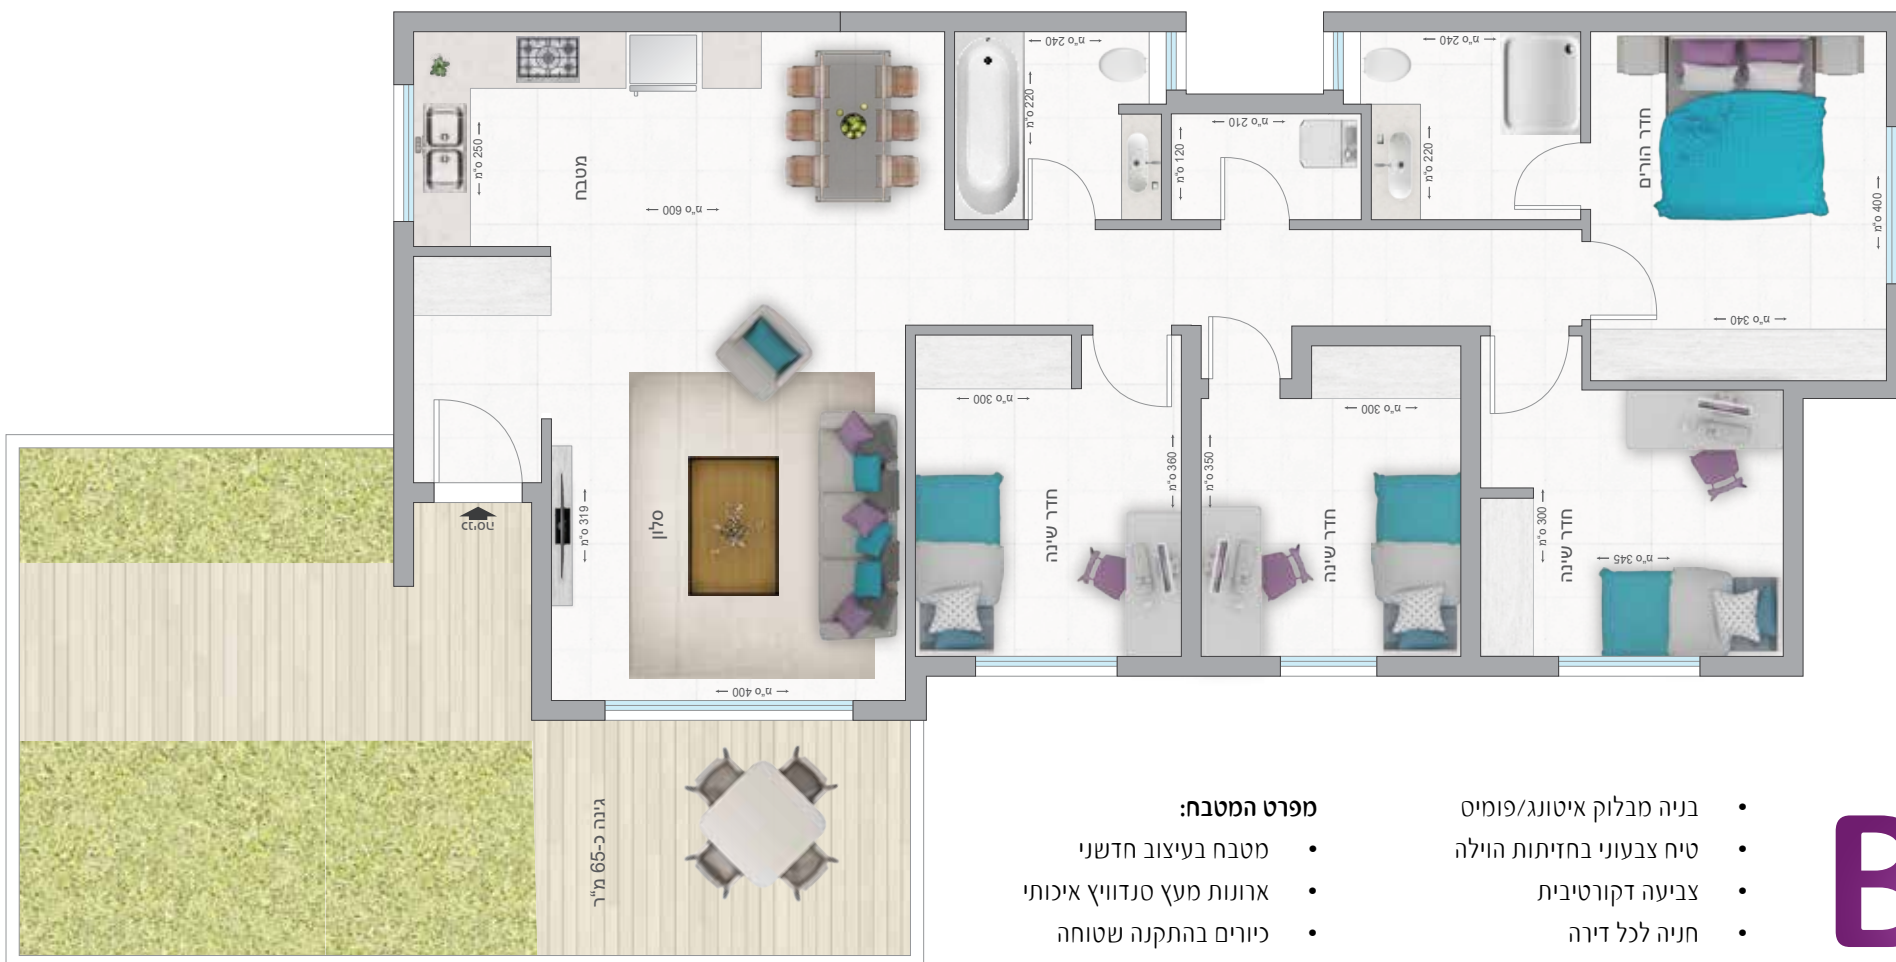 240 ס"מ
220 ס"מ
240 ס"מ
220 ס"מ
210 ס"מ
120 ס"מ
חדר הורים
400 ס"מ
340 ס"מ
מטבח
250 ס"מ
600 ס"מ
300 ס"מ
360 ס"מ
חדר שינה
300 ס"מ
350 ס"מ
חדר שינה
300 ס"מ
345 ס"מ
חדר שינה
סלון
319 ס"מ
400 ס"מ
כניסה
גינה כ-65 מ"ר
B
• בניה מבלוק איטונג/פומיס
• טיח צבעוני בחזיתות הוילה
• צביעה דקורטיבית
• חניה לכל דירה
מפרט המטבח:
• מטבח בעיצוב חדשני
• ארונות מעץ סנדוויץ איכותי
• כיורים בהתקנה שטוחה